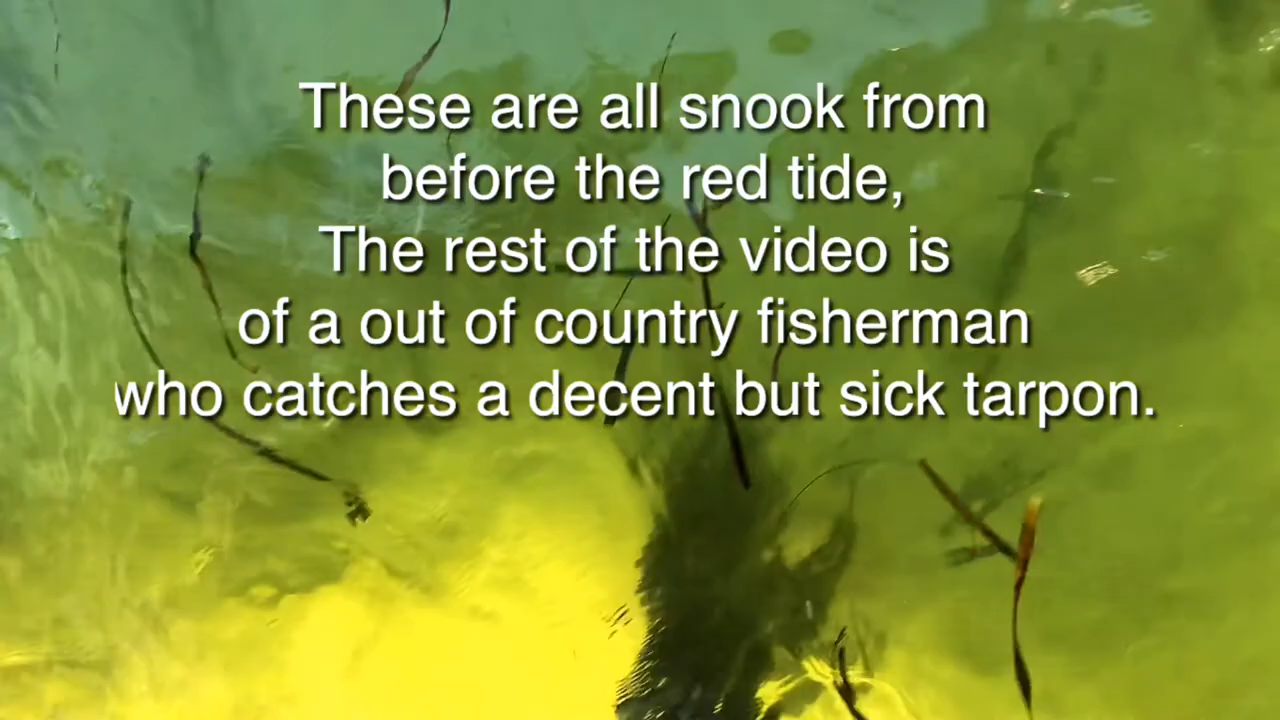 These are all snook from
before the red tide,
The rest of the video is
of a out of country fisherman
who catches a decent but sick tarpon.